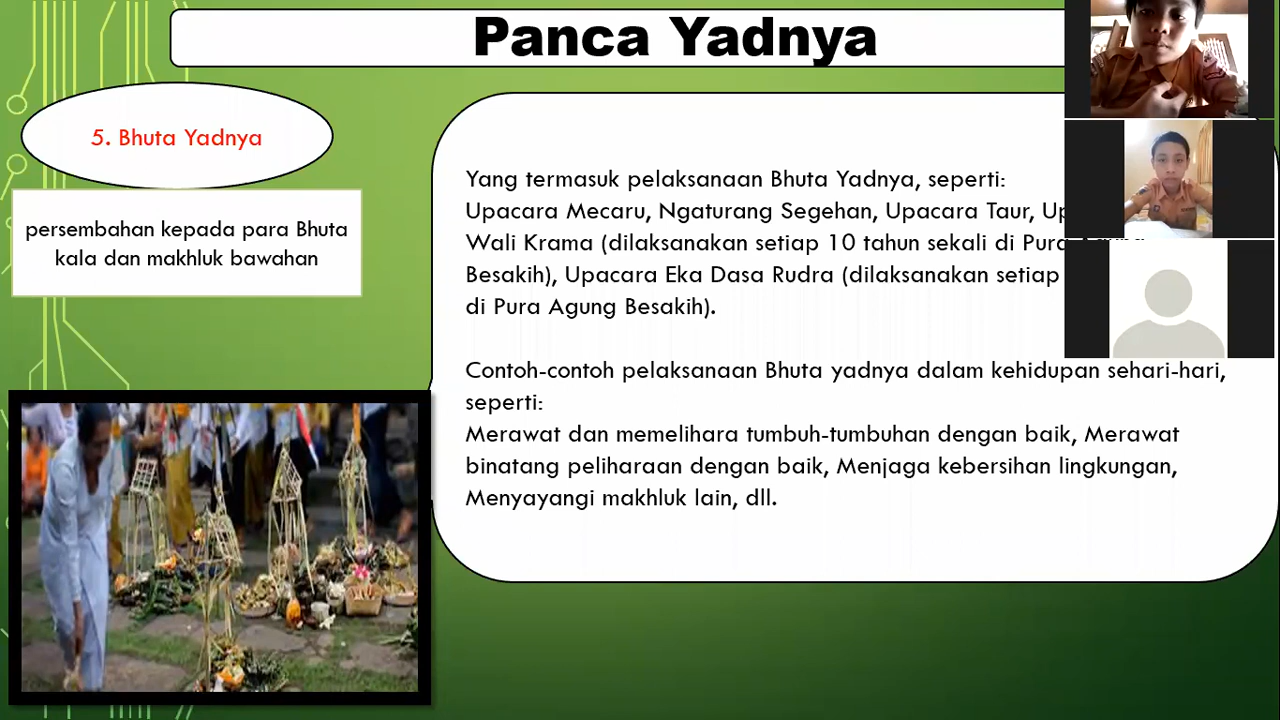 Panca Yadnya
5. Bhuta Yadnya
persembahan kepada para Bhuta
kala dan makhluk bawahan
Yang termasuk pelaksanaan Bhuta Yadnya, seperti:
Upacara Mecaru, Ngaturang Segehan, Upacara Taur,
Wali Krama (dilaksanakan setiap 10 tahun sekali di Pura Agung
Besakih), Upacara Eka Dasa Rudra (dilaksanakan setiap
di Pura Agung Besakih).
Contoh-contoh pelaksanaan Bhuta yadnya dalam kehidupan sehari-hari,
seperti:
Merawat dan memelihara tumbuh-tumbuhan dengan baik, Merawat
binatang peliharaan dengan baik, Menjaga kebersihan lingkungan,
Menyayangi makhluk lain, dll.